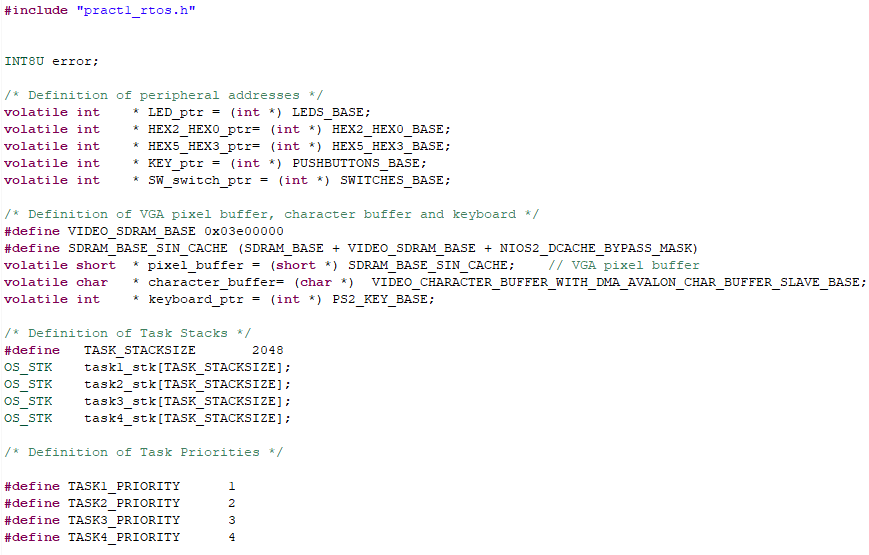 #include "pract1_rtos.h"
INT8U error;
/* Definition of peripheral addresses */
volatile int    * LED_ptr = (int *) LEDS_BASE;
volatile int    * HEX2_HEX0_ptr= (int *) HEX2_HEX0_BASE;
volatile int    * HEX5_HEX3_ptr= (int *) HEX5_HEX3_BASE;
volatile int    * KEY_ptr = (int *) PUSHBUTTONS_BASE;
volatile int    * SW_switch_ptr = (int *) SWITCHES_BASE;
/* Definition of VGA pixel buffer, character buffer and keyboard */
#define VIDEO_SDRAM_BASE 0x03e00000
#define SDRAM_BASE_SIN_CACHE (SDRAM_BASE + VIDEO_SDRAM_BASE + NIOS2_DCACHE_BYPASS_MASK)
volatile short  * pixel_buffer = (short *) SDRAM_BASE_SIN_CACHE;    // VGA pixel buffer
volatile char   * character_buffer= (char *)  VIDEO_CHARACTER_BUFFER_WITH_DMA_AVALON_CHAR_BUFFER_SLAVE_BASE;
volatile int    * keyboard_ptr = (int *) PS2_KEY_BASE;
/* Definition of Task Stacks */
#define   TASK_STACKSIZE       2048
OS_STK    task1_stk[TASK_STACKSIZE];
OS_STK    task2_stk[TASK_STACKSIZE];
OS_STK    task3_stk[TASK_STACKSIZE];
OS_STK    task4_stk[TASK_STACKSIZE];
/* Definition of Task Priorities */
#define TASK1_PRIORITY      1
#define TASK2_PRIORITY      2
#define TASK3_PRIORITY      3
#define TASK4_PRIORITY      4